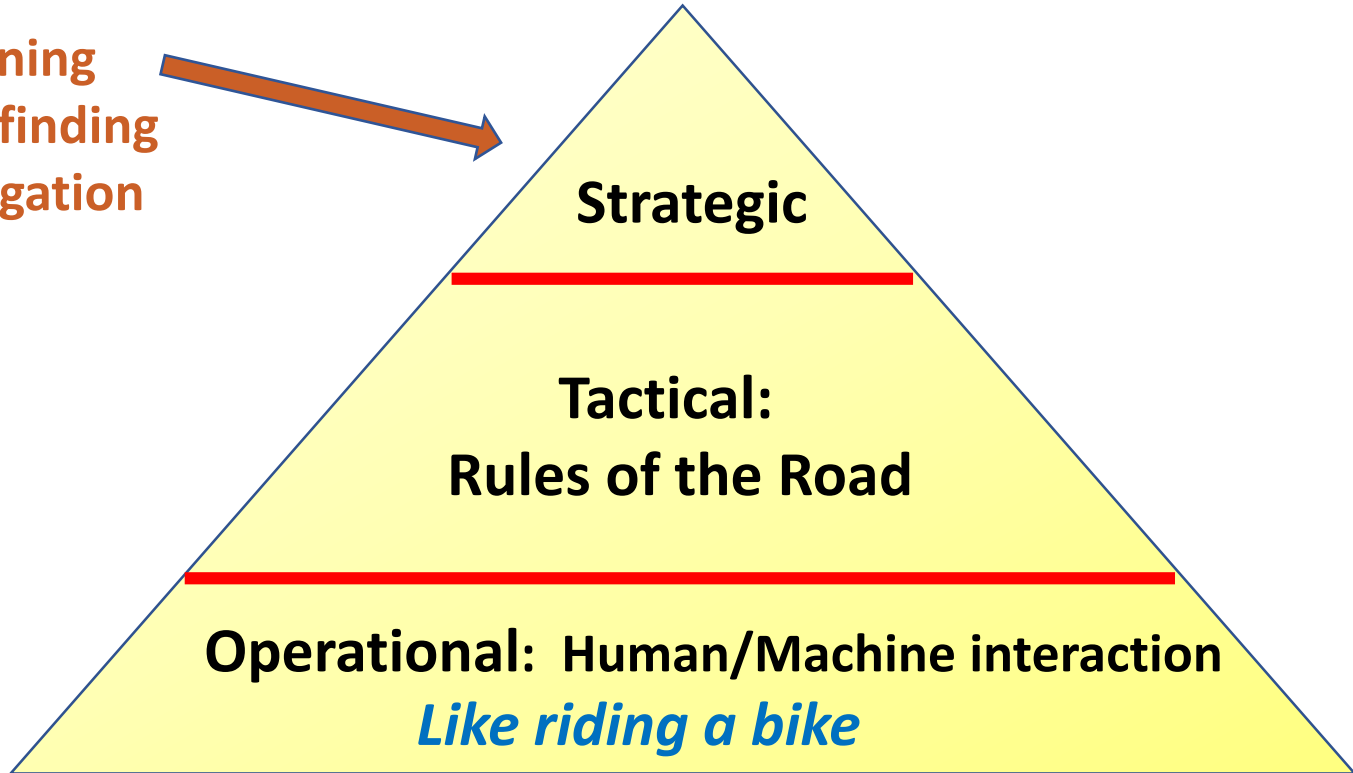 ning
finding
gation
Strategic
Tactical:
Rules of the Road
Operational: Human/Machine interaction
Like riding a bike